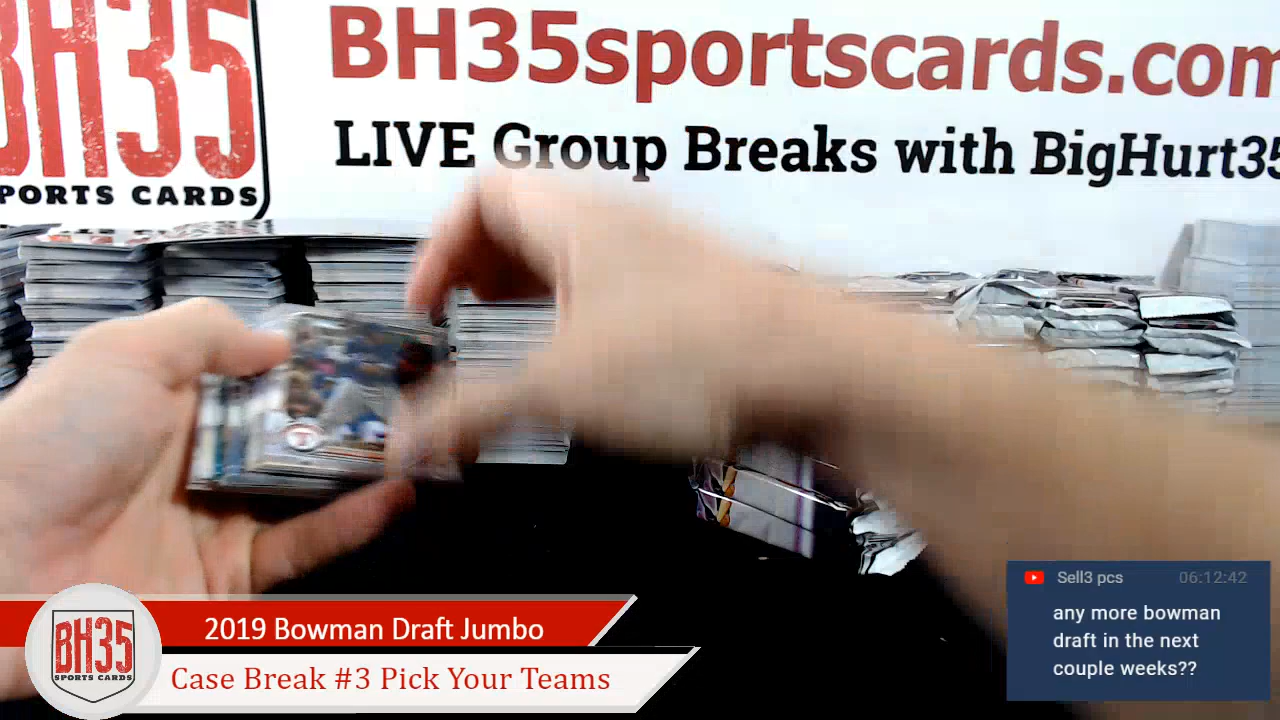 BH35
SPORTS CARDS
BH35sportscards.com
LIVE Group Breaks with BigHurt35
T
2019 Bowman Draft Jumbo
Case Break #3 Pick Your Teams
BH35
SPORTS CARDS
Sell3 pcs 06:12:42
any more bowman
draft in the next
couple weeks??